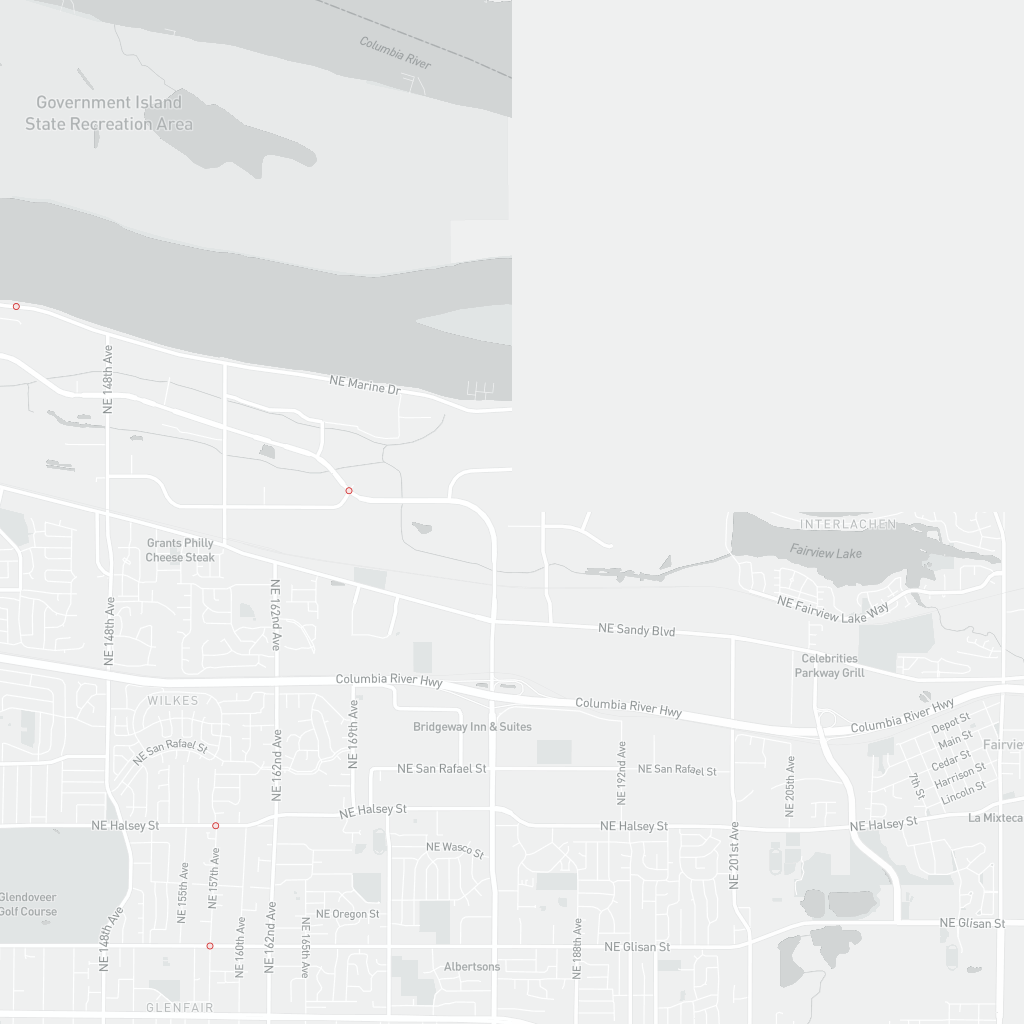 Columbia River
Government Island
State Recreation Area
NE 148th Ave
NE Marine Dr
INTERLACHEN
Fairview Lake
Grants Philly
Cheese Steak
NE 162nd Ave
NE 148th Ave
NE Fairview Lake Way
NE Sandy Blvd
Celebrities
Parkway Grill
Columbia River Hwy
Columbia River Hwy
Columbia River Hwy
WILKES
Bridgeway Inn & Suites
Depot St
Main St
NE San Rafael St
NE 169th Ave
NE 162nd Ave
Cedar St
Harrison St
Lincoln St
7th St
NE San Rafael St
NE San Rafael St
NE 192nd Ave
NE 205th Ave
NE Halsey St
NE Halsey St
NE Halsey St
NE Halsey St
La Mixteca
NE Wasco St
NE 201st Ave
NE 155th Ave
NE 157th Ave
Glendoveer
Golf Course
NE 148th Ave
NE 160th Ave
NE 162nd Ave
NE 165th Ave
NE Oregon St
NE 188th Ave
NE Glisan St
NE Glisan St
Albertsons
GLENFAIR